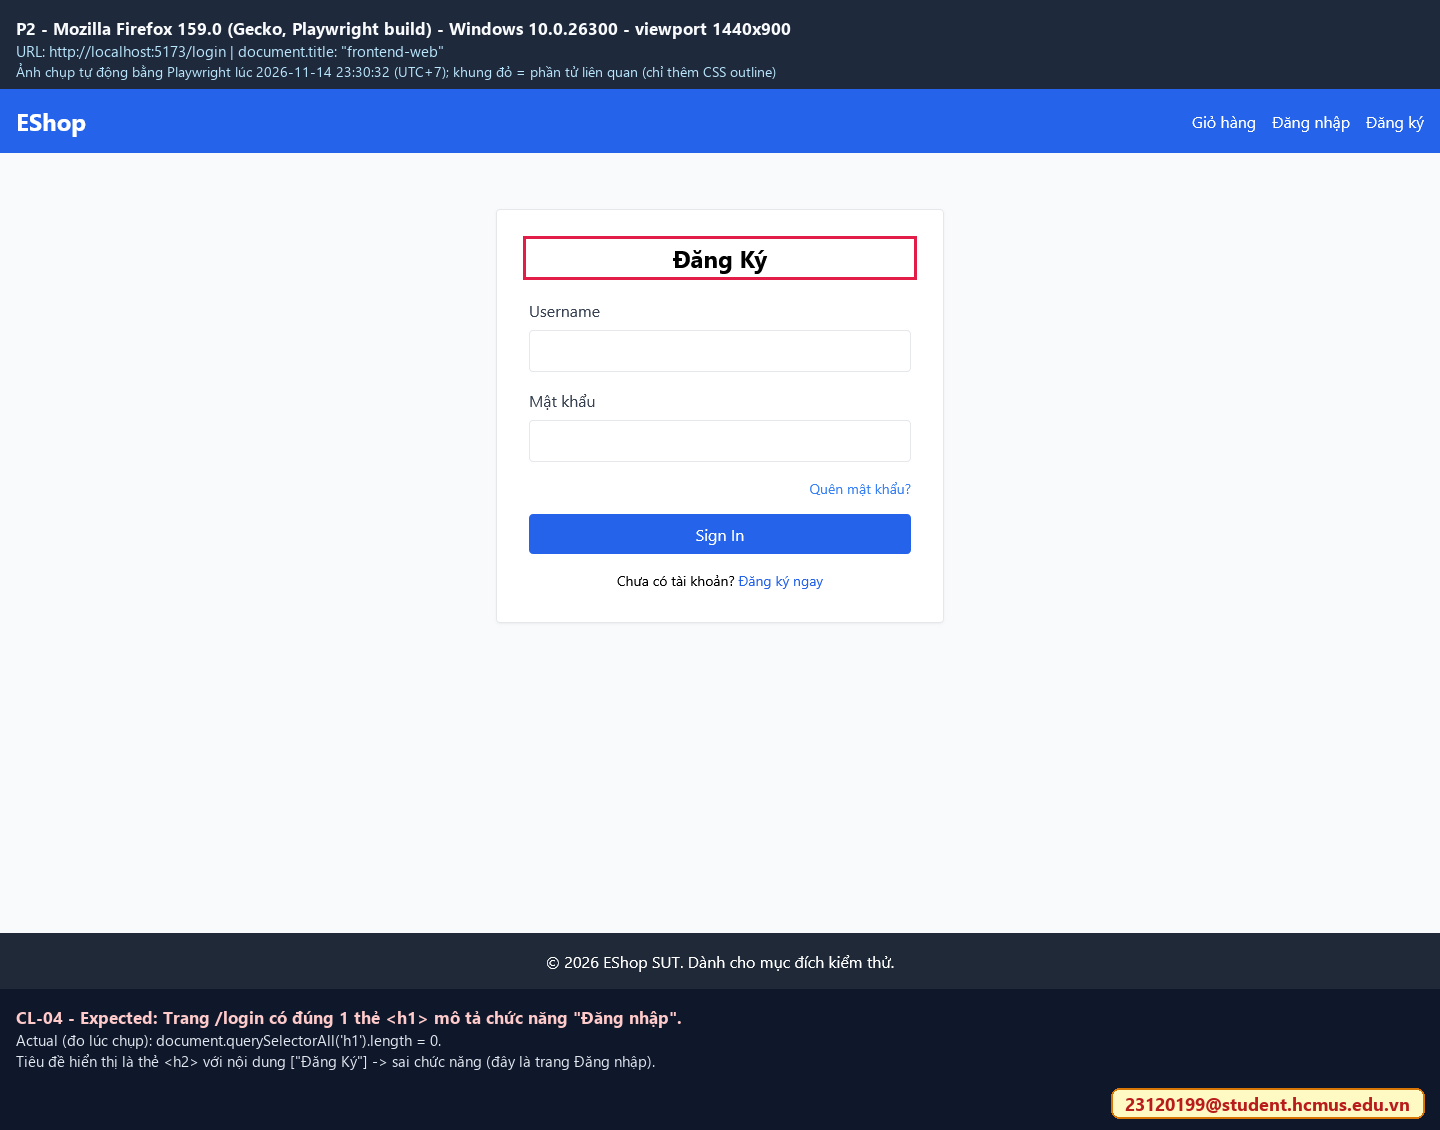 P2 - Mozilla Firefox 159.0 (Gecko, Playwright build) - Windows 10.0.26300 - viewport 1440x900
URL: http://localhost:5173/login | document.title: "frontend-web"
Ảnh chụp tự động bằng Playwright lúc 2026-11-14 23:30:32 (UTC+7); khung đỏ = phần tử liên quan (chỉ thêm CSS outline)
EShop
Giỏ hàng Đăng nhập Đăng ký
Đăng Ký
Username
Mật khẩu
Quên mật khẩu?
Sign In
Chưa có tài khoản? Đăng ký ngay
© 2026 EShop SUT. Dành cho mục đích kiểm thử.
CL-04 - Expected: Trang /login có đúng 1 thẻ <h1> mô tả chức năng "Đăng nhập".
Actual (đo lúc chụp): document.querySelectorAll('h1').length = 0.
Tiêu đề hiển thị là thẻ <h2> với nội dung ["Đăng Ký"] -> sai chức năng (đây là trang Đăng nhập).
23120199@student.hcmus.edu.vn